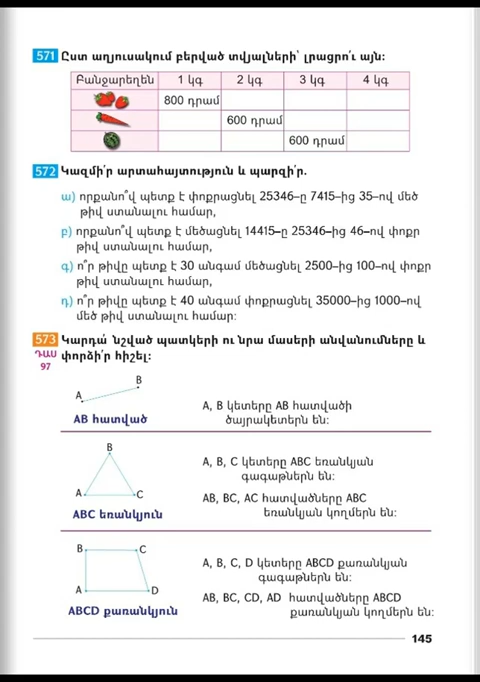 571 Ըստ աղյուսակում բերված տվյալների՝ լրացրո՛ւ այն:
Բանջարեղեն 1 կգ 2 կգ 3 կգ 4 կգ
800 դրամ
600 դրամ
600 դրամ
572 Կազմի՛ր արտահայտություն և պարզի՛ր.
ա) որքանո՞վ պետք է փոքրացնել 25346–ը 7415–ից 35–ով մեծ
թիվ ստանալու համար,
բ) որքանո՞վ պետք է մեծացնել 14415–ը 25346–ից 46–ով փոքր
թիվ ստանալու համար,
գ) ո՞ր թիվը պետք է 30 անգամ մեծացնել 2500–ից 100–ով փոքր
թիվ ստանալու համար,
դ) ո՞ր թիվը պետք է 40 անգամ փոքրացնել 35000–ից 1000–ով
մեծ թիվ ստանալու համար:
573 Կարդա՛ նշված պատկերի ու նրա մասերի անվանումները և
ԴԱՍ 97 փորձի՛ր հիշել:
A B
AB հատված
A, B կետերը AB հատվածի
ծայրակետերն են:
B
A C
ABC եռանկյուն
A, B, C կետերը ABC եռանկյան
գագաթներն են:
AB, BC, AC հատվածները ABC
եռանկյան կողմերն են:
B C
A D
ABCD քառանկյուն
A, B, C, D կետերը ABCD քառանկյան
գագաթներն են:
AB, BC, CD, AD հատվածները ABCD
քառանկյան կողմերն են:
145